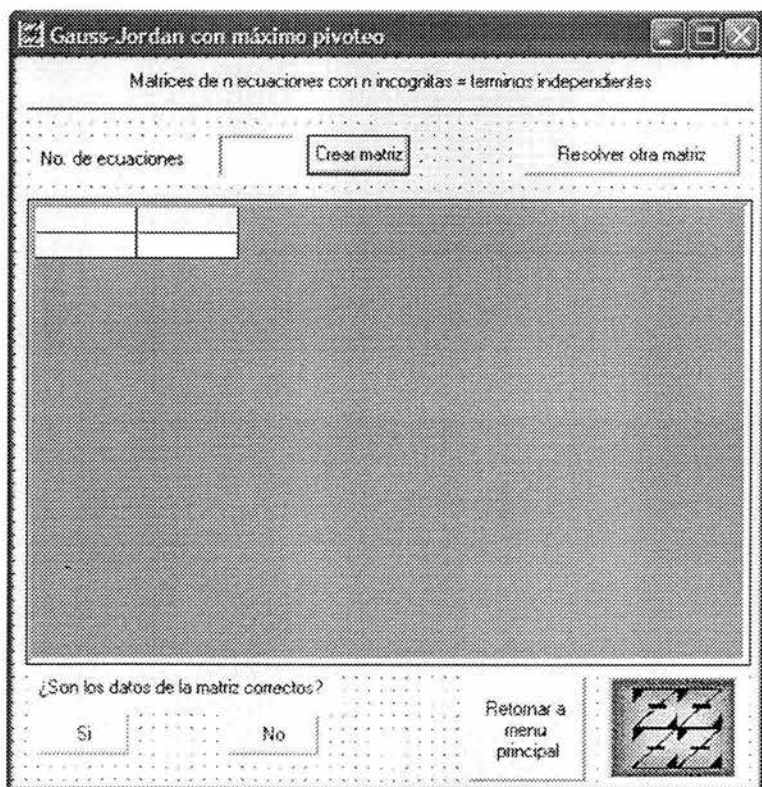 Gauss-Jordan con máximo pivoteo
Matrices de n ecuaciones con n incognitas = terminos independientes
No. de ecuaciones
Crear matriz
Resolver otra matriz
¿Son los datos de la matriz correctos?
Si
No
Retornar a
menu
principal